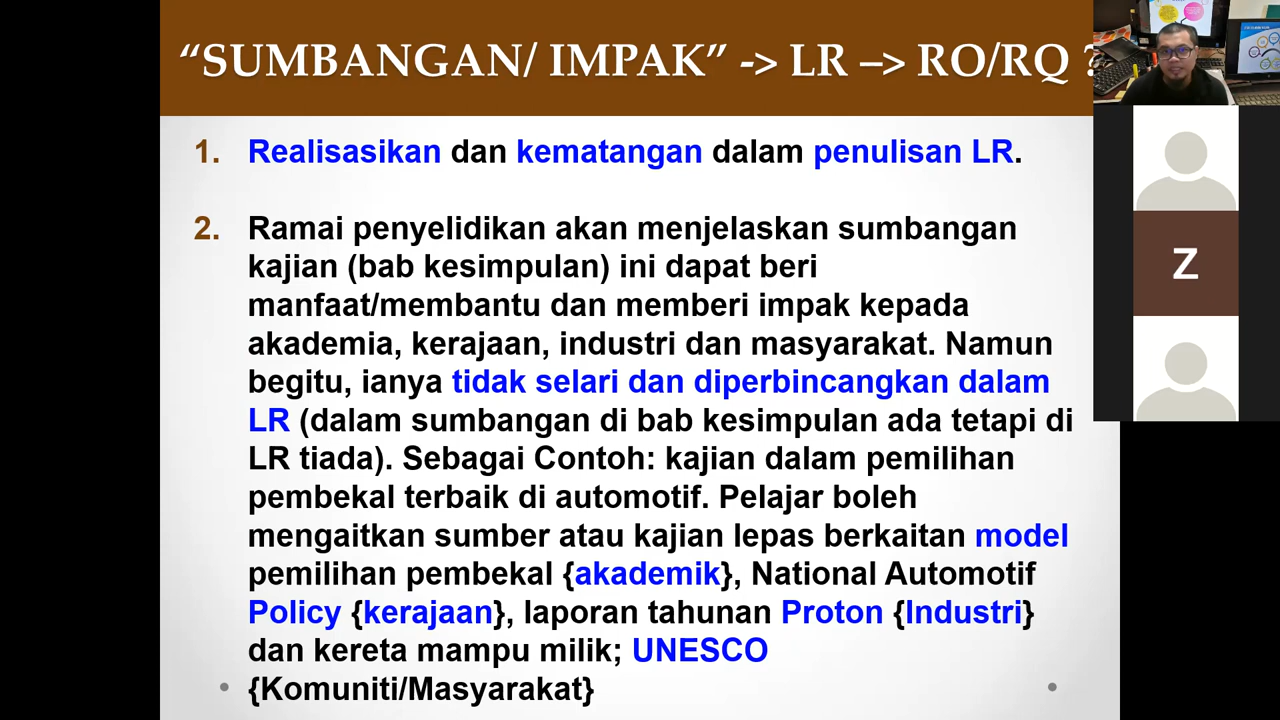 “SUMBANGAN/ IMPAK” -> LR –> RO/RQ ?
1. Realisasikan dan kematangan dalam penulisan LR.
2. Ramai penyelidikan akan menjelaskan sumbangan
kajian (bab kesimpulan) ini dapat beri
manfaat/membantu dan memberi impak kepada
akademia, kerajaan, industri dan masyarakat. Namun
begitu, ianya tidak selari dan diperbincangkan dalam
LR (dalam sumbangan di bab kesimpulan ada tetapi di
LR tiada). Sebagai Contoh: kajian dalam pemilihan
pembekal terbaik di automotif. Pelajar boleh
mengaitkan sumber atau kajian lepas berkaitan model
pemilihan pembekal {akademik}, National Automotif
Policy {kerajaan}, laporan tahunan Proton {Industri}
dan kereta mampu milik; UNESCO
{Komuniti/Masyarakat}
Z